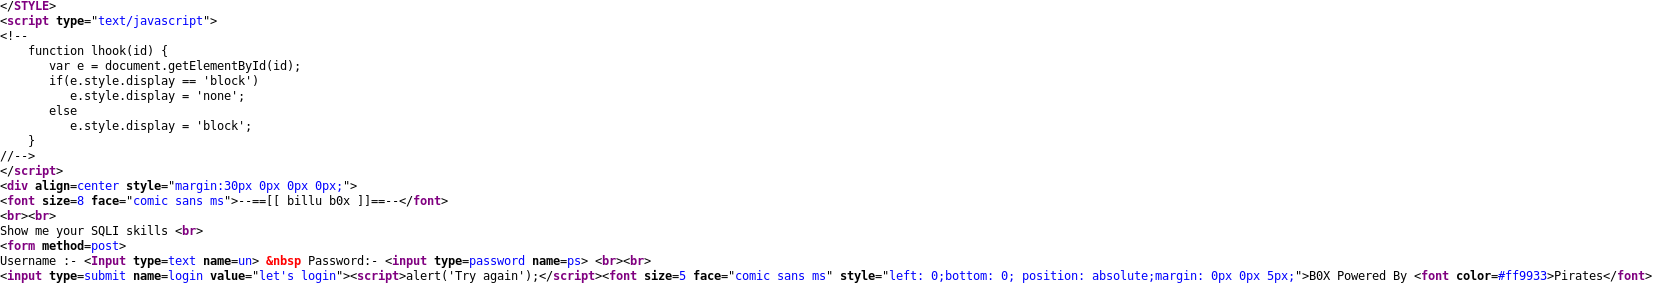 </STYLE>
<script type="text/javascript">
<!--
    function lhook(id) {
       var e = document.getElementById(id);
       if(e.style.display == 'block')
          e.style.display = 'none';
       else
          e.style.display = 'block';
    }
//-->
</script>
<div align=center style="margin:30px 0px 0px 0px;">
<font size=8 face="comic sans ms">--==[[ billu b0x ]]==--</font>
<br><br>
Show me your SQLI skills <br>
<form method=post>
Username :- <Input type=text name=un> &nbsp Password:- <input type=password name=ps> <br><br>
<input type=submit name=login value="let's login"><script>alert('Try again');</script><font size=5 face="comic sans ms" style="left: 0;bottom: 0; position: absolute;margin: 0px 0px 5px;">B0X Powered By <font color=#ff9933>Pirates</font>